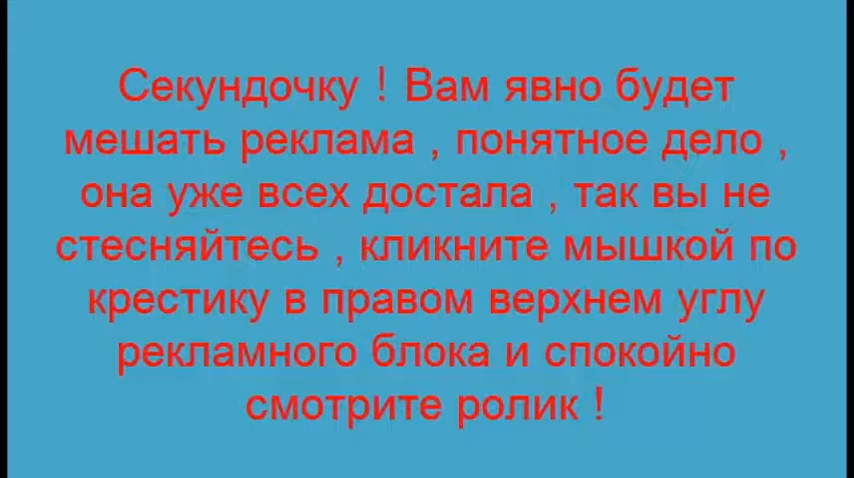 Секундочку ! Вам явно будет
мешать реклама , понятное дело ,
она уже всех достала , так вы не
стесняйтесь , кликните мышкой по
крестику в правом верхнем углу
рекламного блока и спокойно
смотрите ролик !